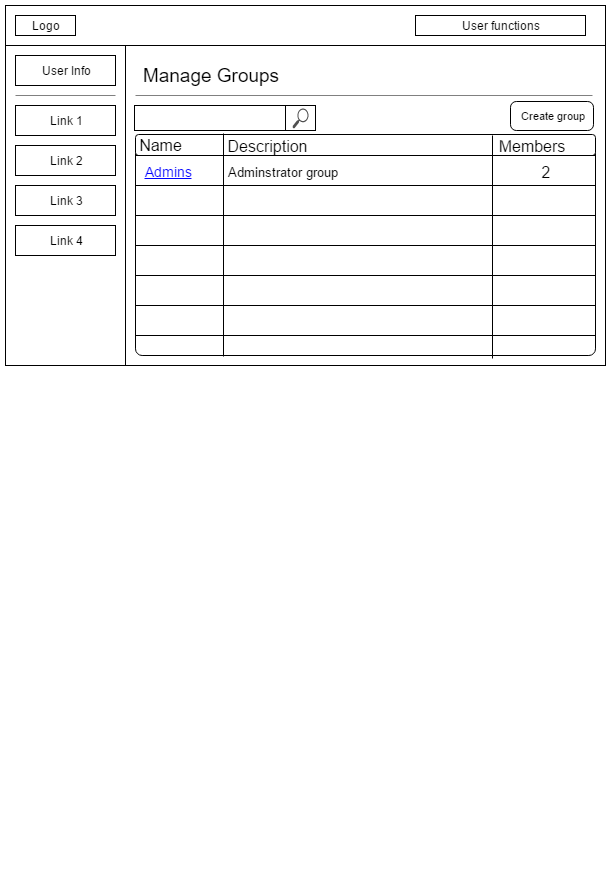 Logo
User functions
User Info
Link 1
Link 2
Link 3
Link 4
Manage Groups
Create group
Name Description Members
Admins Adminstrator group 2